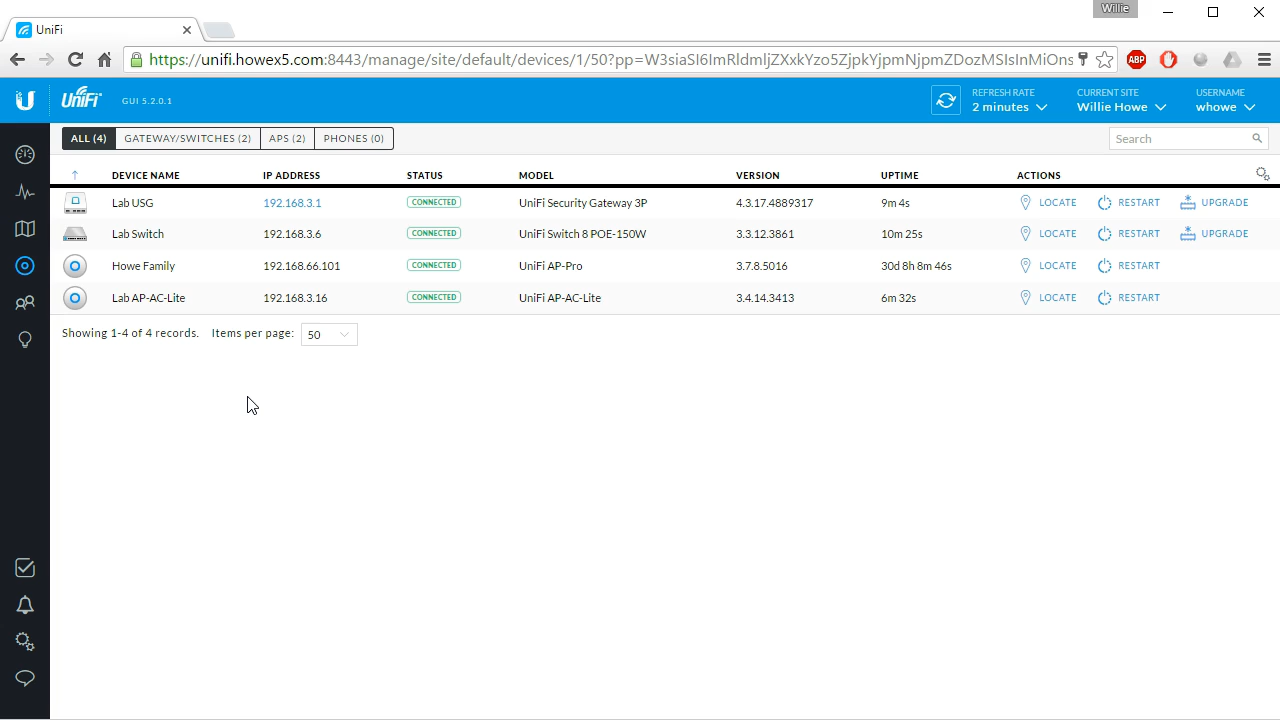 Willie
UniFi
https://unifi.howex5.com:8443/manage/site/default/devices/1/50?pp=W3siaSI6ImRldmljZXxkYzo5ZjpkYjpmNjpmZDozMSIsInMiOns
ABP
UniFi GUI 5.2.0.1 REFRESH RATE CURRENT SITE USERNAME
2 minutes Willie Howe whowe
ALL (4) GATEWAY/SWITCHES (2) APS (2) PHONES (0) Search
DEVICE NAME IP ADDRESS STATUS MODEL VERSION UPTIME ACTIONS
Lab USG 192.168.3.1 CONNECTED UniFi Security Gateway 3P 4.3.17.4889317 9m 4s LOCATE RESTART UPGRADE
Lab Switch 192.168.3.6 CONNECTED UniFi Switch 8 POE-150W 3.3.12.3861 10m 25s LOCATE RESTART UPGRADE
Howe Family 192.168.66.101 CONNECTED UniFi AP-Pro 3.7.8.5016 30d 8h 8m 46s LOCATE RESTART
Lab AP-AC-Lite 192.168.3.16 CONNECTED UniFi AP-AC-Lite 3.4.14.3413 6m 32s LOCATE RESTART
Showing 1-4 of 4 records. Items per page: 50